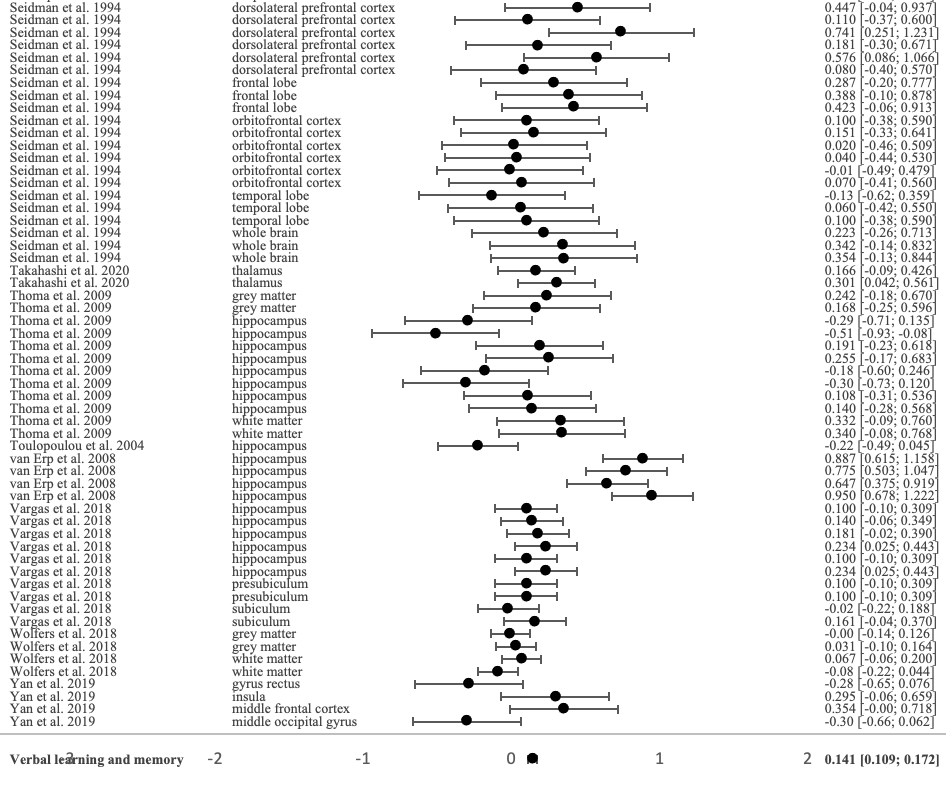 Seidman et al. 1994 dorsolateral prefrontal cortex 0.447 [-0.04; 0.937]
Seidman et al. 1994 dorsolateral prefrontal cortex 0.110 [-0.37; 0.600]
Seidman et al. 1994 dorsolateral prefrontal cortex 0.741 [0.251; 1.231]
Seidman et al. 1994 dorsolateral prefrontal cortex 0.181 [-0.30; 0.671]
Seidman et al. 1994 dorsolateral prefrontal cortex 0.576 [0.086; 1.066]
Seidman et al. 1994 dorsolateral prefrontal cortex 0.080 [-0.40; 0.570]
Seidman et al. 1994 frontal lobe 0.287 [-0.20; 0.777]
Seidman et al. 1994 frontal lobe 0.388 [-0.10; 0.878]
Seidman et al. 1994 frontal lobe 0.423 [-0.06; 0.913]
Seidman et al. 1994 orbitofrontal cortex 0.100 [-0.38; 0.590]
Seidman et al. 1994 orbitofrontal cortex 0.151 [-0.33; 0.641]
Seidman et al. 1994 orbitofrontal cortex 0.020 [-0.46; 0.509]
Seidman et al. 1994 orbitofrontal cortex 0.040 [-0.44; 0.530]
Seidman et al. 1994 orbitofrontal cortex -0.01 [-0.49; 0.479]
Seidman et al. 1994 orbitofrontal cortex 0.070 [-0.41; 0.560]
Seidman et al. 1994 temporal lobe -0.13 [-0.62; 0.359]
Seidman et al. 1994 temporal lobe 0.060 [-0.42; 0.550]
Seidman et al. 1994 temporal lobe 0.100 [-0.38; 0.590]
Seidman et al. 1994 whole brain 0.223 [-0.26; 0.713]
Seidman et al. 1994 whole brain 0.342 [-0.14; 0.832]
Seidman et al. 1994 whole brain 0.354 [-0.13; 0.844]
Takahashi et al. 2020 thalamus 0.166 [-0.09; 0.426]
Takahashi et al. 2020 thalamus 0.301 [0.042; 0.561]
Thoma et al. 2009 grey matter 0.242 [-0.18; 0.670]
Thoma et al. 2009 grey matter 0.168 [-0.25; 0.596]
Thoma et al. 2009 hippocampus -0.29 [-0.71; 0.135]
Thoma et al. 2009 hippocampus -0.51 [-0.93; -0.08]
Thoma et al. 2009 hippocampus 0.191 [-0.23; 0.618]
Thoma et al. 2009 hippocampus 0.255 [-0.17; 0.683]
Thoma et al. 2009 hippocampus -0.18 [-0.60; 0.246]
Thoma et al. 2009 hippocampus -0.30 [-0.73; 0.120]
Thoma et al. 2009 hippocampus 0.108 [-0.31; 0.536]
Thoma et al. 2009 hippocampus 0.140 [-0.28; 0.568]
Thoma et al. 2009 white matter 0.332 [-0.09; 0.760]
Thoma et al. 2009 white matter 0.340 [-0.08; 0.768]
Toulopoulou et al. 2004 hippocampus -0.22 [-0.49; 0.045]
van Erp et al. 2008 hippocampus 0.887 [0.615; 1.158]
van Erp et al. 2008 hippocampus 0.775 [0.503; 1.047]
van Erp et al. 2008 hippocampus 0.647 [0.375; 0.919]
van Erp et al. 2008 hippocampus 0.950 [0.678; 1.222]
Vargas et al. 2018 hippocampus 0.100 [-0.10; 0.309]
Vargas et al. 2018 hippocampus 0.140 [-0.06; 0.349]
Vargas et al. 2018 hippocampus 0.181 [-0.02; 0.390]
Vargas et al. 2018 hippocampus 0.234 [0.025; 0.443]
Vargas et al. 2018 hippocampus 0.100 [-0.10; 0.309]
Vargas et al. 2018 hippocampus 0.234 [0.025; 0.443]
Vargas et al. 2018 presubiculum 0.100 [-0.10; 0.309]
Vargas et al. 2018 presubiculum 0.100 [-0.10; 0.309]
Vargas et al. 2018 subiculum -0.02 [-0.22; 0.188]
Vargas et al. 2018 subiculum 0.161 [-0.04; 0.370]
Wolfers et al. 2018 grey matter -0.00 [-0.14; 0.126]
Wolfers et al. 2018 grey matter 0.031 [-0.10; 0.164]
Wolfers et al. 2018 white matter 0.067 [-0.06; 0.200]
Wolfers et al. 2018 white matter -0.08 [-0.22; 0.044]
Yan et al. 2019 gyrus rectus -0.28 [-0.65; 0.076]
Yan et al. 2019 insula 0.295 [-0.06; 0.659]
Yan et al. 2019 middle frontal cortex 0.354 [-0.00; 0.718]
Yan et al. 2019 middle occipital gyrus -0.30 [-0.66; 0.062]
Verbal learning and memory -2 -1 0 1 2 0.141 [0.109; 0.172]